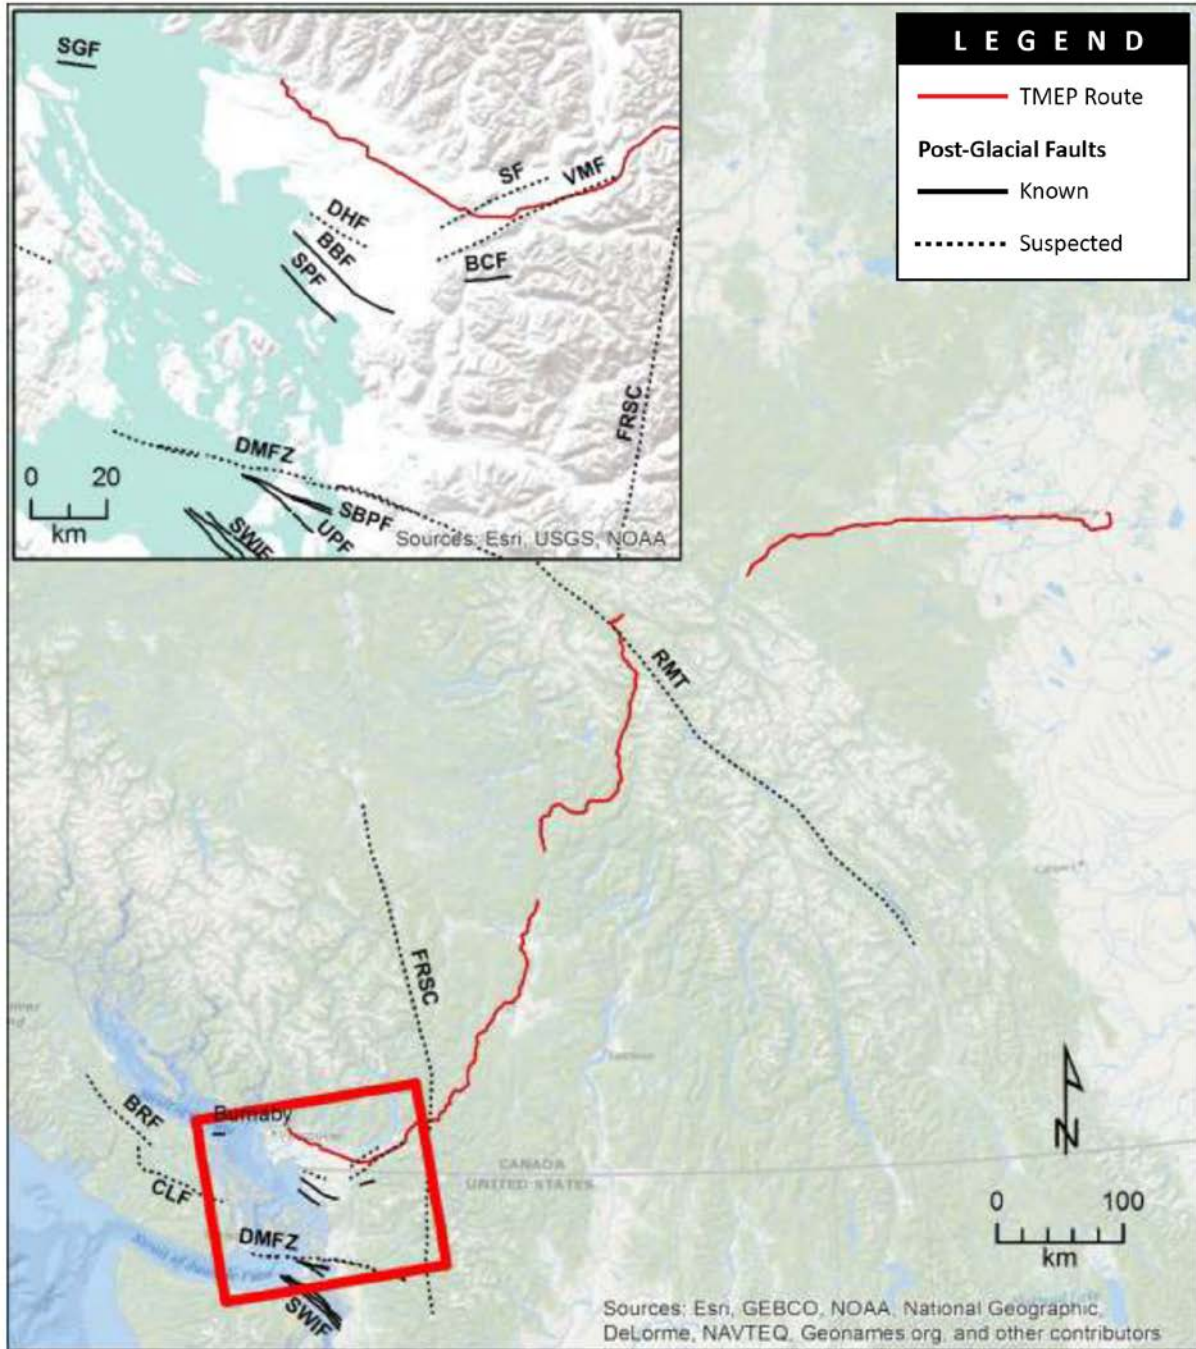 SGF
SF
VMF
DHF
BBF
SPF
BCF
FRSC
DMFZ
SBPF
UPF
SWIF
0 20
km
Sources: Esri, USGS, NOAA
L E G E N D
TMEP Route
Post-Glacial Faults
Known
Suspected
RMT
FRSC
Burnaby
BRF
CLF
DMFZ
SWIF
CANADA
UNITED STATES
N
0 100
km
Sources: Esri, GEBCO, NOAA, National Geographic,
DeLorme, NAVTEQ, Geonames.org, and other contributors